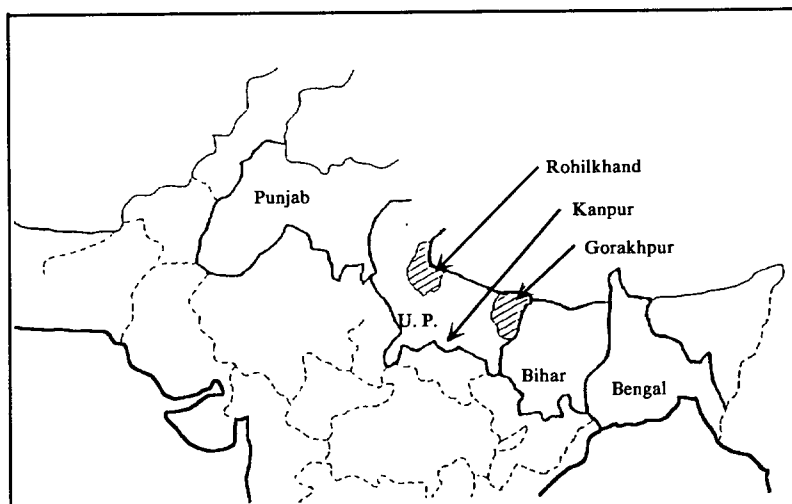 Rohilkhand
Punjab
Kanpur
Gorakhpur
U. P.
Bihar
Bengal